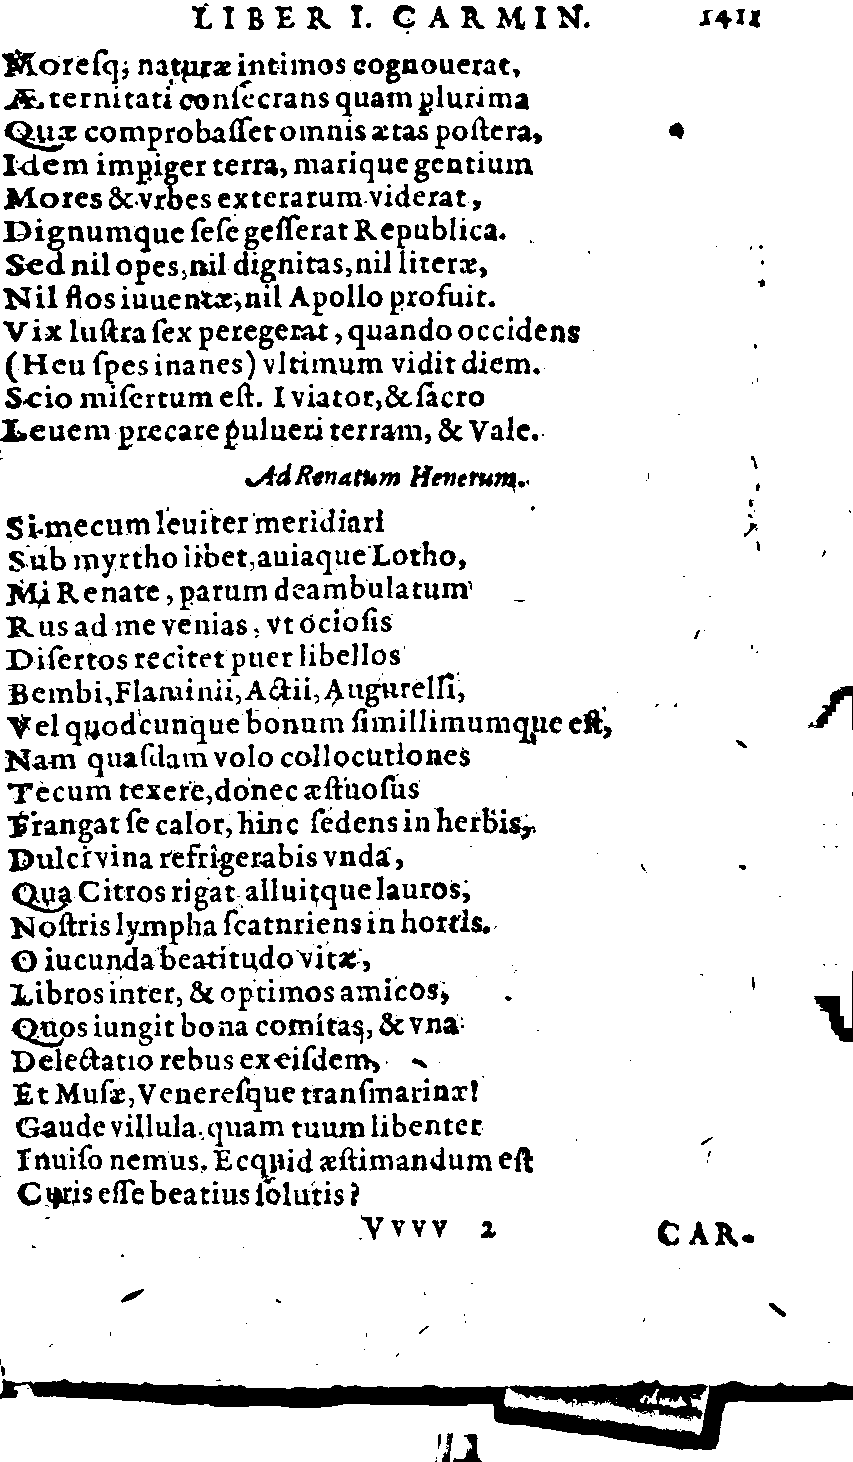 LIBER I. CARMIN. 1411
Moreſq; naturæ intimos cognouerat,
Æternitati conſecrans quam plurima
Quæ comprobaſſet omnis ætas poſtera,
Idem impiger terra, marique gentium
Mores & vrbes exterarum viderat,
Dignumque ſeſe geſſerat Republica.
Sed nil opes, nil dignitas, nil literæ,
Nil flos iuuentæ, nil Apollo profuit.
Vix luſtra ſex peregerat, quando occidens
(Heu ſpes inanes) vltimum vidit diem.
Scio miſertum eſt. I viator, & ſacro
Leuem precare pulueri terram, & Vale.
Ad Renatum Henerum.
Si mecum leuiter meridiari
Sub myrtho libet, auiaque Lotho,
Mi Renate, parum deambulatum
Rus ad me venias, vt ocioſis
Diſertos recitet puer libellos
Bembi, Flaminii, Actii, Augurelli,
Vel quodcunque bonum ſimillimumque eſt,
Nam quaſdam volo collocutiones
Tecum texere, donec æſtuoſus
Frangat ſe calor, hinc ſedens in herbis,
Dulci vina refrigerabis vnda,
Qua Citros rigat alluitque lauros,
Noſtris lympha ſcatnriens in hortis.
O iucunda beatitudo vitæ,
Libros inter, & optimos amicos,
Quos iungit bona comitas, & vna
Delectatio rebus ex eiſdem,
Et Muſæ, Venereſque tranſmarinæ!
Gaude villula, quam tuum libenter
Inuiſo nemus. Ecquid æſtimandum eſt
Curis eſſe beatius ſolutis?
Vvvv 2 CAR-